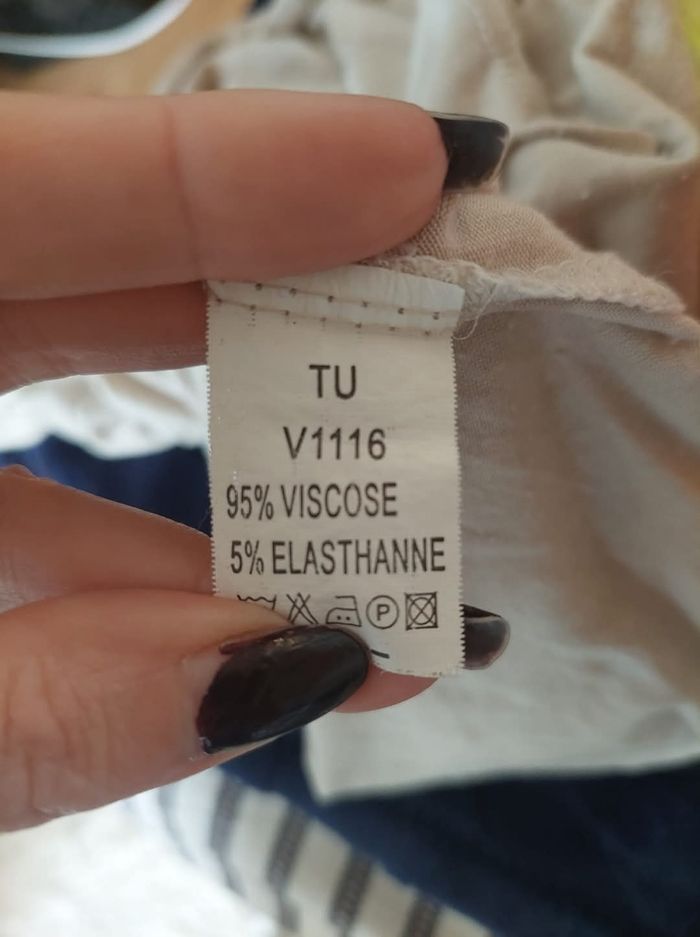 TU
V1116
95% VISCOSE
5% ELASTHANNE
P